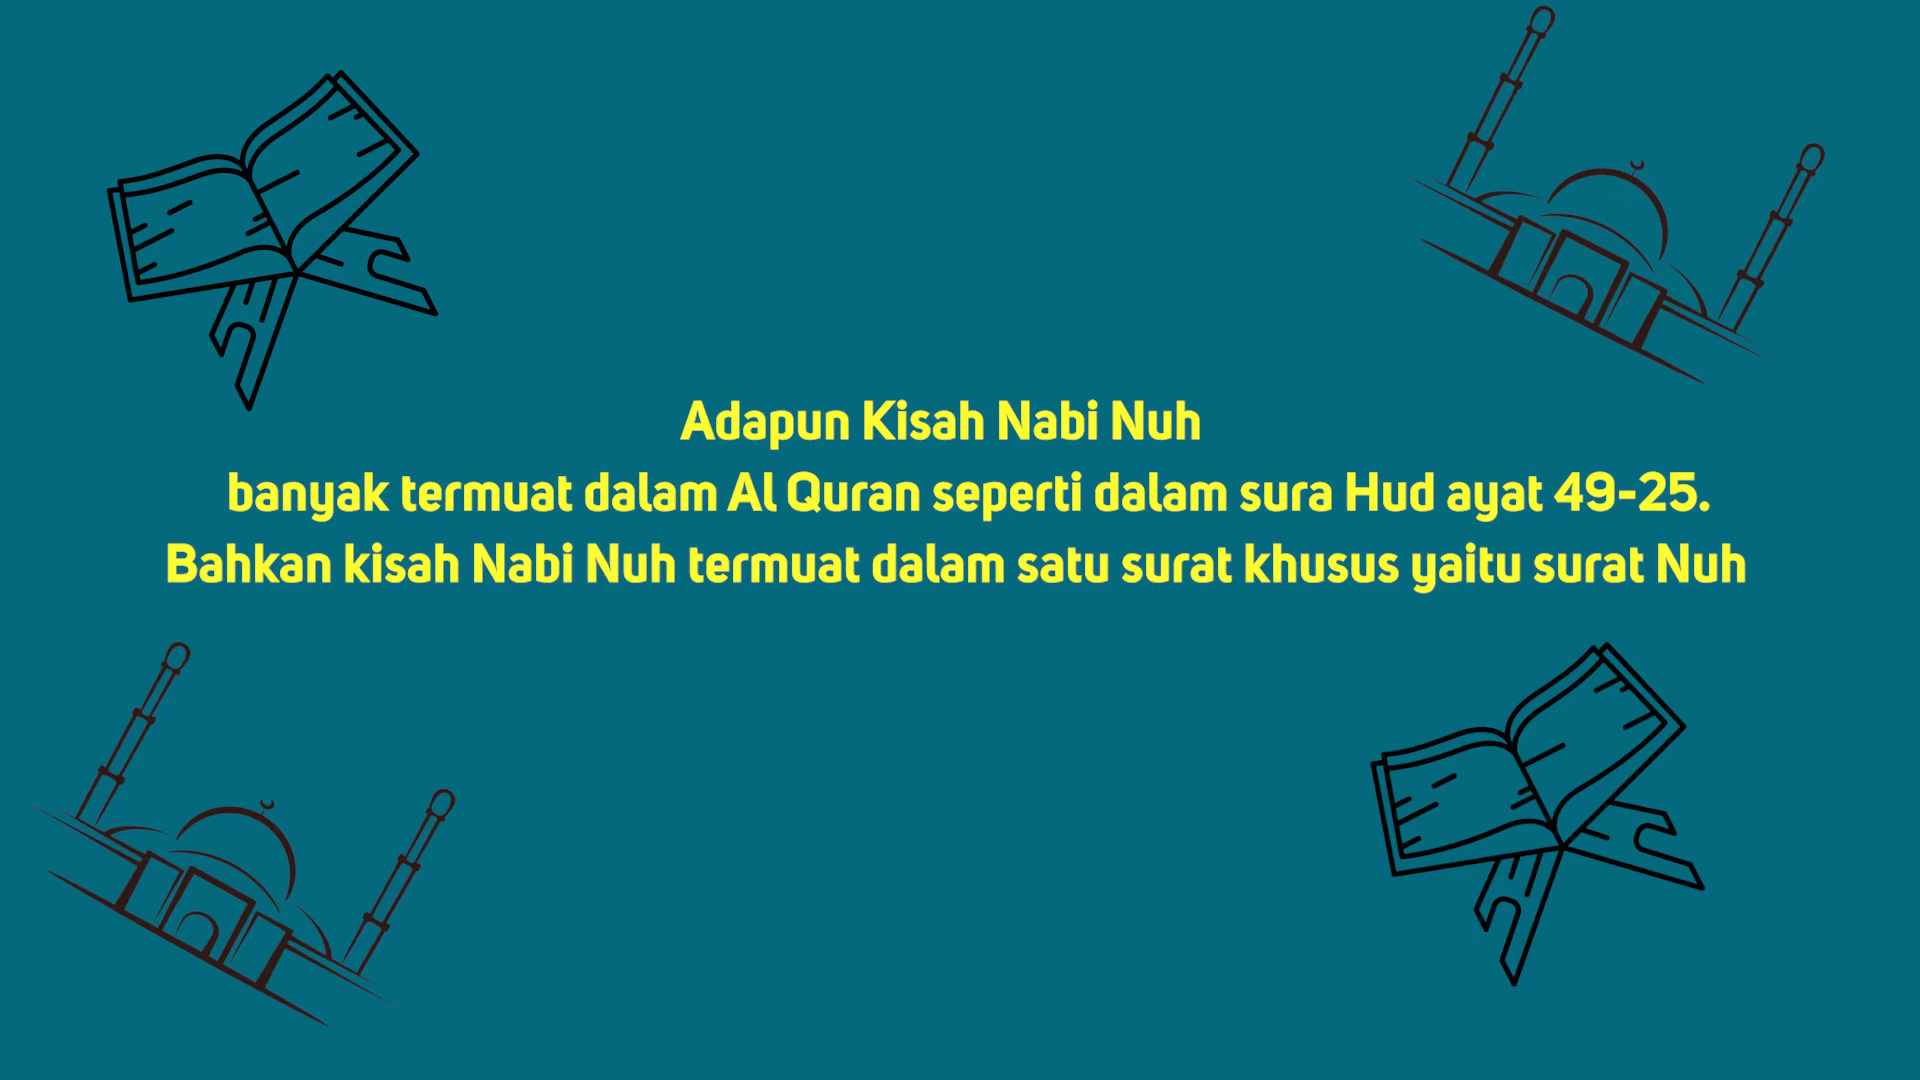 Adapun Kisah Nabi Nuh
banyak termuat dalam Al Quran seperti dalam sura Hud ayat 49-25.
Bahkan kisah Nabi Nuh termuat dalam satu surat khusus yaitu surat Nuh